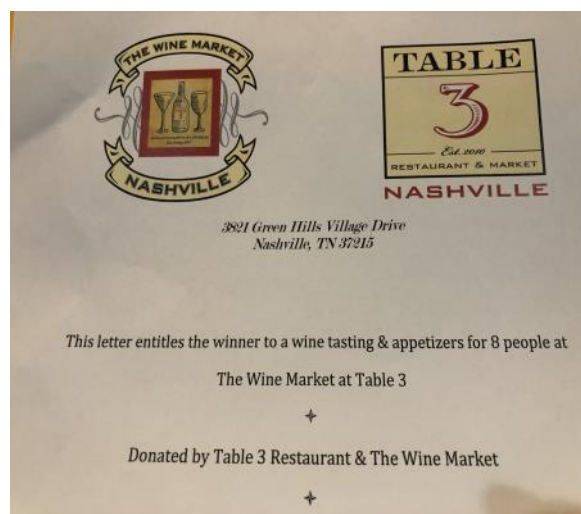 THE WINE MARKET
NASHVILLE
TABLE
3
Est. 2010
RESTAURANT & MARKET
NASHVILLE
3821 Green Hills Village Drive
Nashville, TN 37215
This letter entitles the winner to a wine tasting & appetizers for 8 people at
The Wine Market at Table 3
Donated by Table 3 Restaurant & The Wine Market